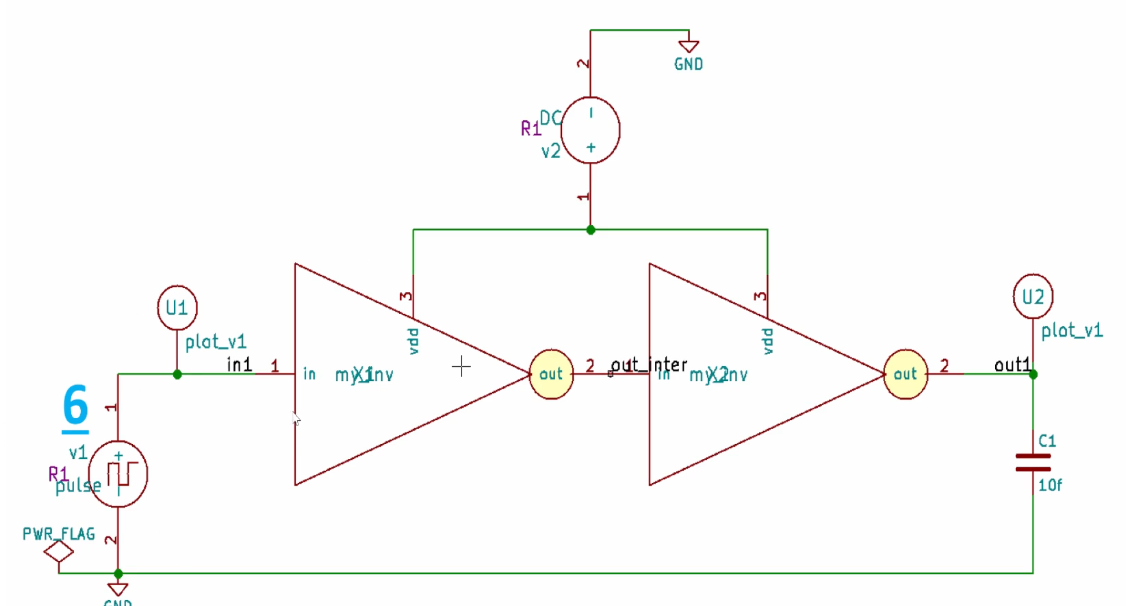 2
GND
DC
R1
v2
-
+
1
U1
plot_v1
in1
1
in
my_inv
X1
3
vdd
out
2
1
out_inter
in
my_inv
X2
3
vdd
out
2
out1
U2
plot_v1
C1
10f
6
1
v1
+
R1
pulse
PWR_FLAG
2
GND